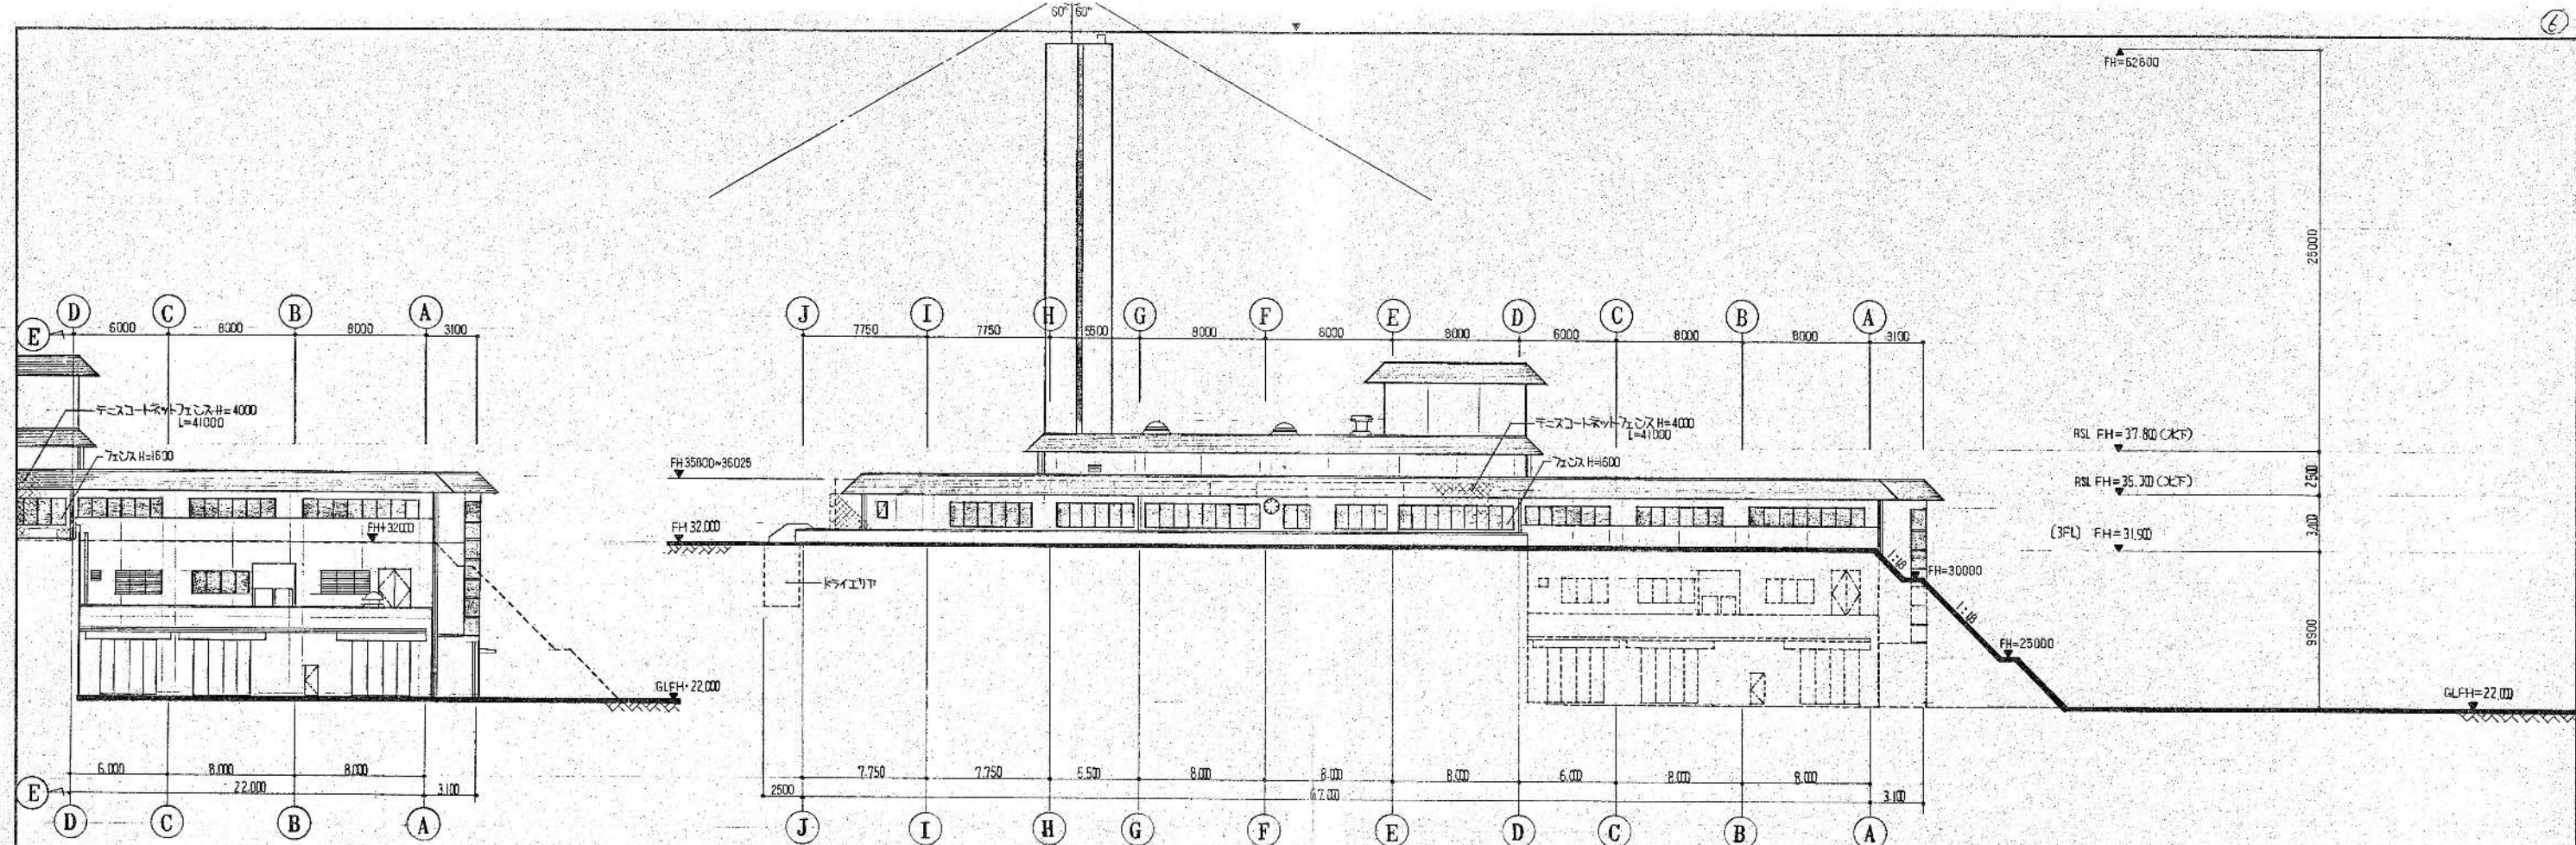 60° 60°
6
FH=62800
25000
D C B A
6000 8000 8000 3100
E
テニスコートネットフェンス H=4000
L=41000
フェンス H=1600
FH+32000
GLFH・22,000
6,000 8,000 8,000
22,000 3,100
E
D C B A
J I H G F E D C B A
7750 7750 5500 8000 8000 8000 6000 8000 8000 3100
テニスコートネットフェンス H=4000
L=41000
フェンス H=1600
FH 35800~36025
FH 32,000
ドライエリヤ
1:1.8
FH=30000
1:1.8
FH=25000
RSL FH=37.800(水下)
2500
RSL FH=35.300(水下)
3,400
(3FL) FH=31,900
9900
GLFH=22,000
7,750 7,750 5,500 8,000 8,000 8,000 6,000 8,000 8,000
2500 67,000 3,100
J I H G F E D C B A